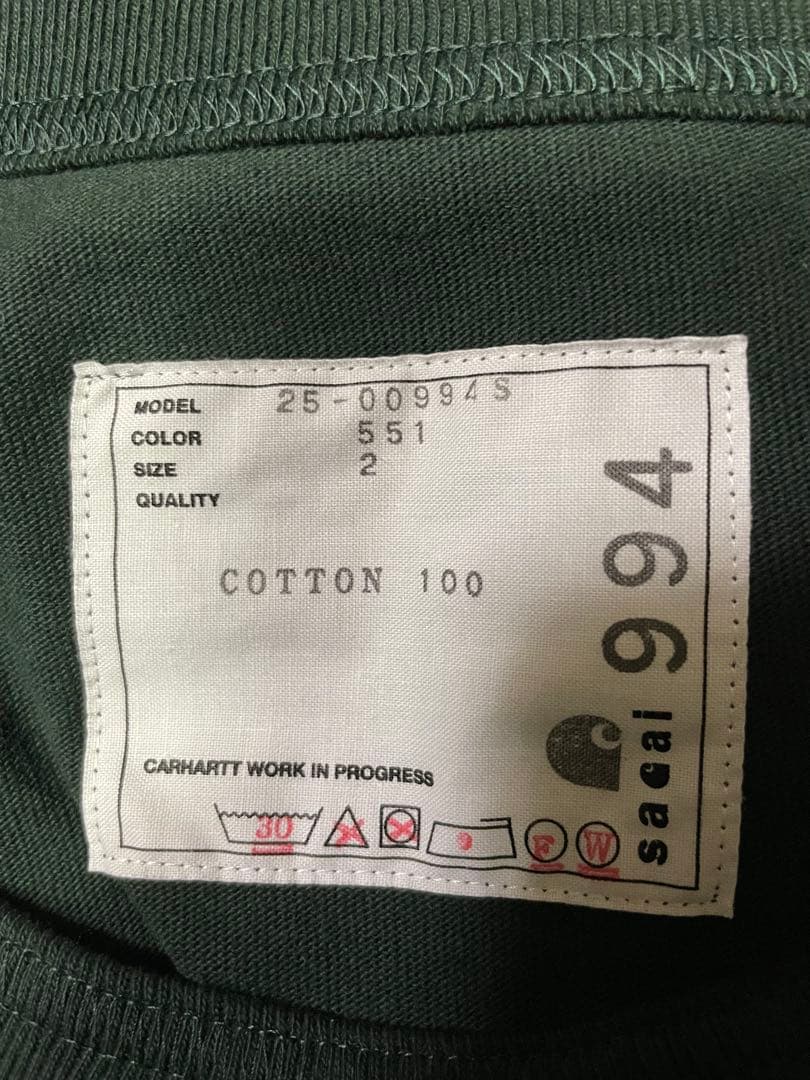 MODEL 25-00994S
COLOR 551
SIZE 2
QUALITY
COTTON 100
CARHARTT WORK IN PROGRESS
30 F W
sacai 994